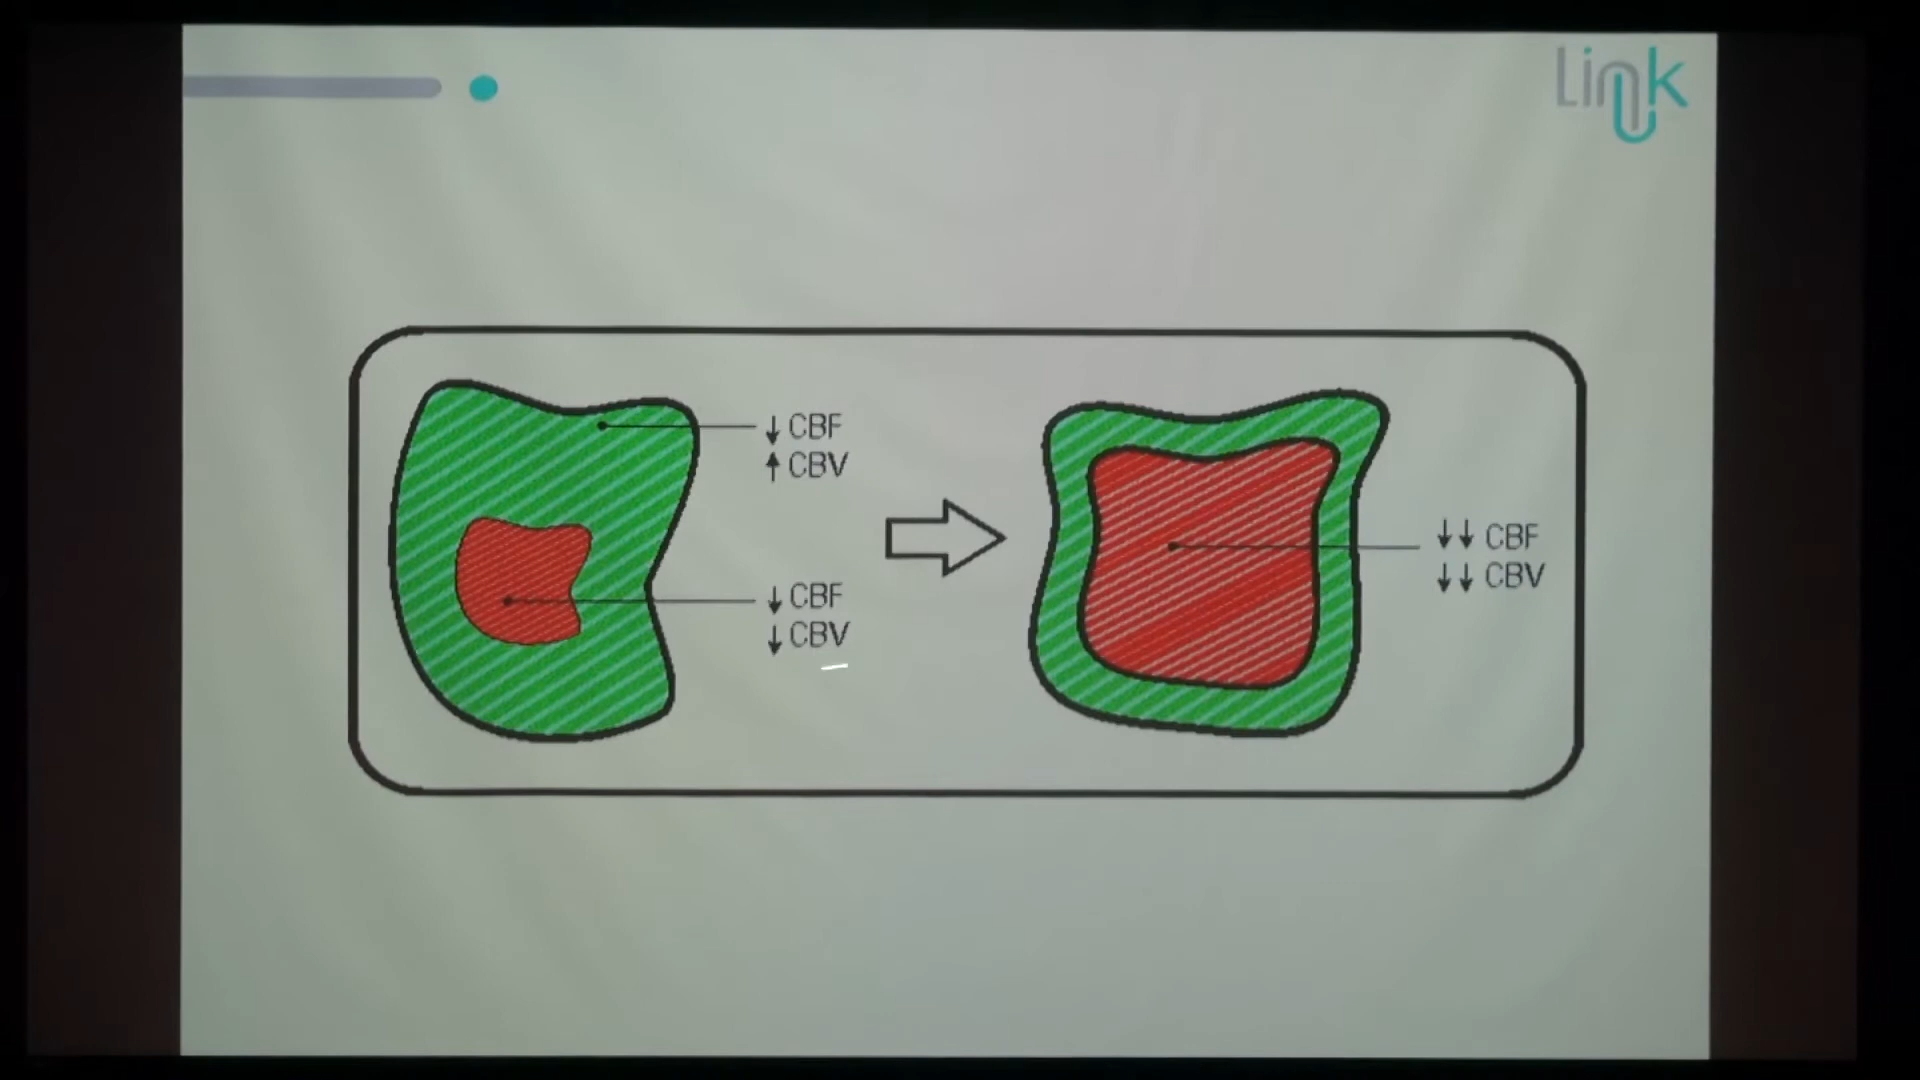 Link
↓ CBF
↑ CBV
↓ CBF
↓ CBV
↓↓ CBF
↓↓ CBV